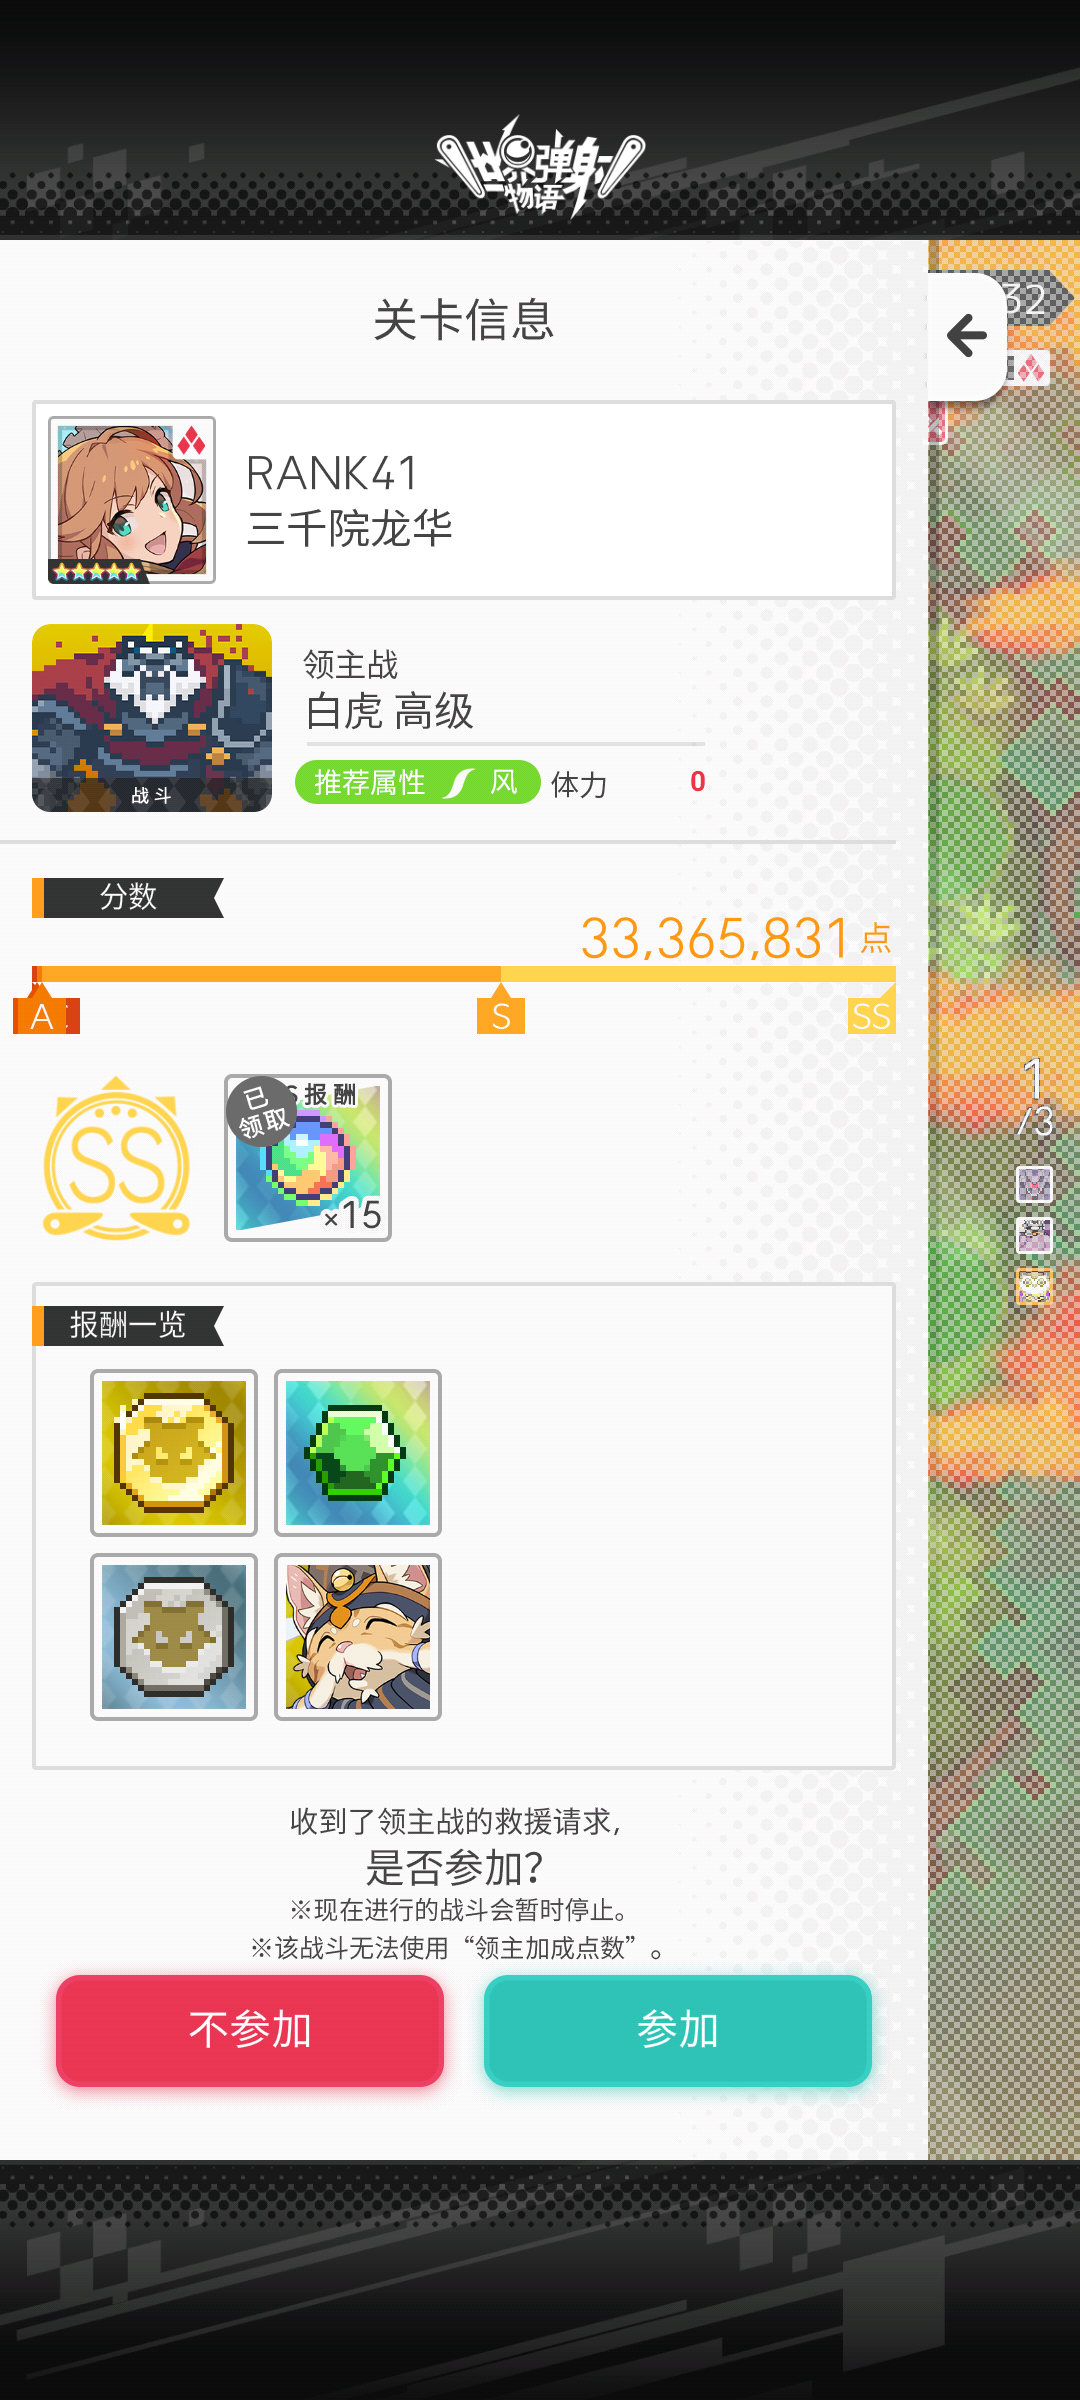 世界弹射
物语
关卡信息
32
RANK41
三千院龙华
领主战
白虎 高级
推荐属性 风 体力 0
战斗
分数
33,365,831点
A S SS
SS
已
领取
S报酬
×15
1
/3
报酬一览
收到了领主战的救援请求,
是否参加?
※现在进行的战斗会暂时停止。
※该战斗无法使用“领主加成点数”。
不参加 参加